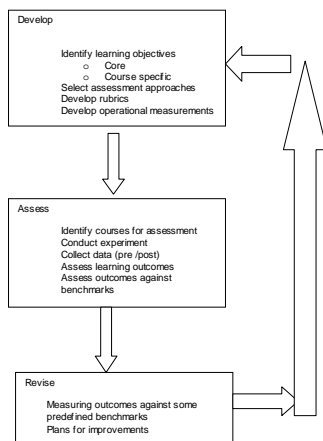 Develop
Identify learning objectives
o Core
o Course specific
Select assessment approaches
Develop rubrics
Develop operational measurements
Assess
Identify courses for assessment
Conduct experiment
Collect data (pre /post)
Assess learning outcomes
Assess outcomes against
benchmarks
Revise
Measuring outcomes against some
predefined benchmarks
Plans for improvements